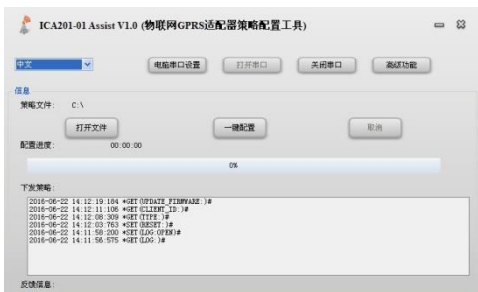 ICA201-01 Assist V1.0 (物联网GPRS适配器策略配置工具)
中文 电脑串口设置 打开串口 关闭串口 高级功能
信息
策略文件: C:\
打开文件 一键配置 取消
配置进度: 00:00:00
0%
下发策略:
2016-06-22 14:12:19:184 *GET(UPDATE_FIRMWARE:)#
2016-06-22 14:12:11:106 *GET(CLIENT_ID:)#
2016-06-22 14:12:08:309 *GET(TYPE:)#
2016-06-22 14:12:03:763 *SET(RESET:)#
2016-06-22 14:11:58:200 *SET(LOG:OPEN)#
2016-06-22 14:11:56:575 *GET(LOG:)#
反馈信息: